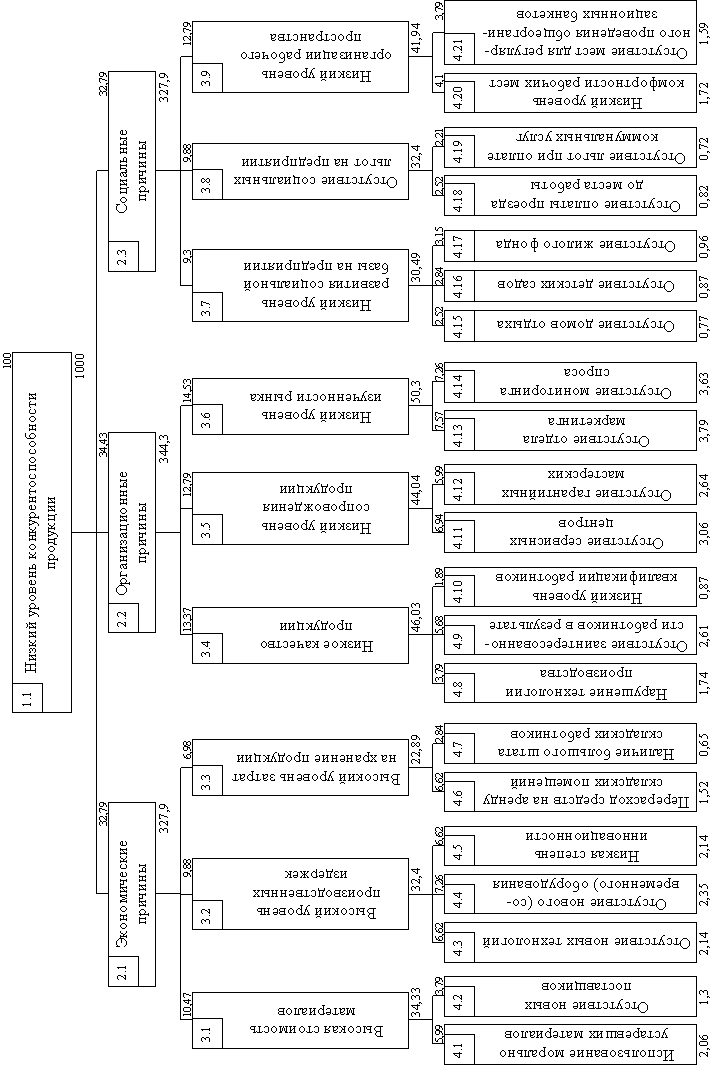 100
1.1
Низкий уровень конкурентоспособности
продукции
1000
32,79
2.1
Экономические
причины
327,9
34,43
2.2
Организационные
причины
344,3
32,79
2.3
Социальные
причины
327,9
10,47
3.1
Высокая стоимость
материалов
34,33
9,88
3.2
Высокий уровень
производственных
издержек
32,4
6,98
3.3
Высокий уровень затрат
на хранение продукции
22,89
13,37
3.4
Низкое качество
продукции
46,03
12,79
3.5
Низкий уровень
сопровождения
продукции
44,04
14,53
3.6
Низкий уровень
изученности рынка
50,3
9,3
3.7
Низкий уровень
развития социальной
базы на предприятии
30,49
9,88
3.8
Отсутствие социальных
льгот на предприятии
32,4
12,79
3.9
Низкий уровень
организации рабочего
пространства
41,94
5,99
4.1
Использование морально
устаревших материалов
2,06
3,79
4.2
Отсутствие новых
поставщиков
1,3
6,62
4.3
Отсутствие новых технологий
2,14
7,26
4.4
Отсутствие нового (со-
временного) оборудования
2,35
6,62
4.5
Низкая степень
инновационности
2,14
6,62
4.6
Перерасход средств на аренду
складских помещений
1,52
2,84
4.7
Наличие большого штата
складских работников
0,65
3,79
4.8
Нарушение технологии
производства
1,74
5,68
4.9
Отсутствие заинтересованно-
сти работников в результате
2,61
1,89
4.10
Низкий уровень
квалификации работников
0,87
6,94
4.11
Отсутствие сервисных
центров
3,06
5,99
4.12
Отсутствие гарантийных
мастерских
2,64
7,57
4.13
Отсутствие отдела
маркетинга
3,79
7,26
4.14
Отсутствие мониторинга
спроса
3,63
2,52
4.15
Отсутствие домов отдыха
0,77
2,84
4.16
Отсутствие детских садов
0,87
3,15
4.17
Отсутствие жилого фонда
0,96
2,52
4.18
Отсутствие оплаты проезда
до места работы
0,82
2,21
4.19
Отсутствие льгот при оплате
коммунальных услуг
0,72
4,1
4.20
Низкий уровень
комфортности рабочих мест
1,72
3,79
4.21
Отсутствие мест для регуляр-
ного проведения общеоргани-
зационных банкетов
1,59